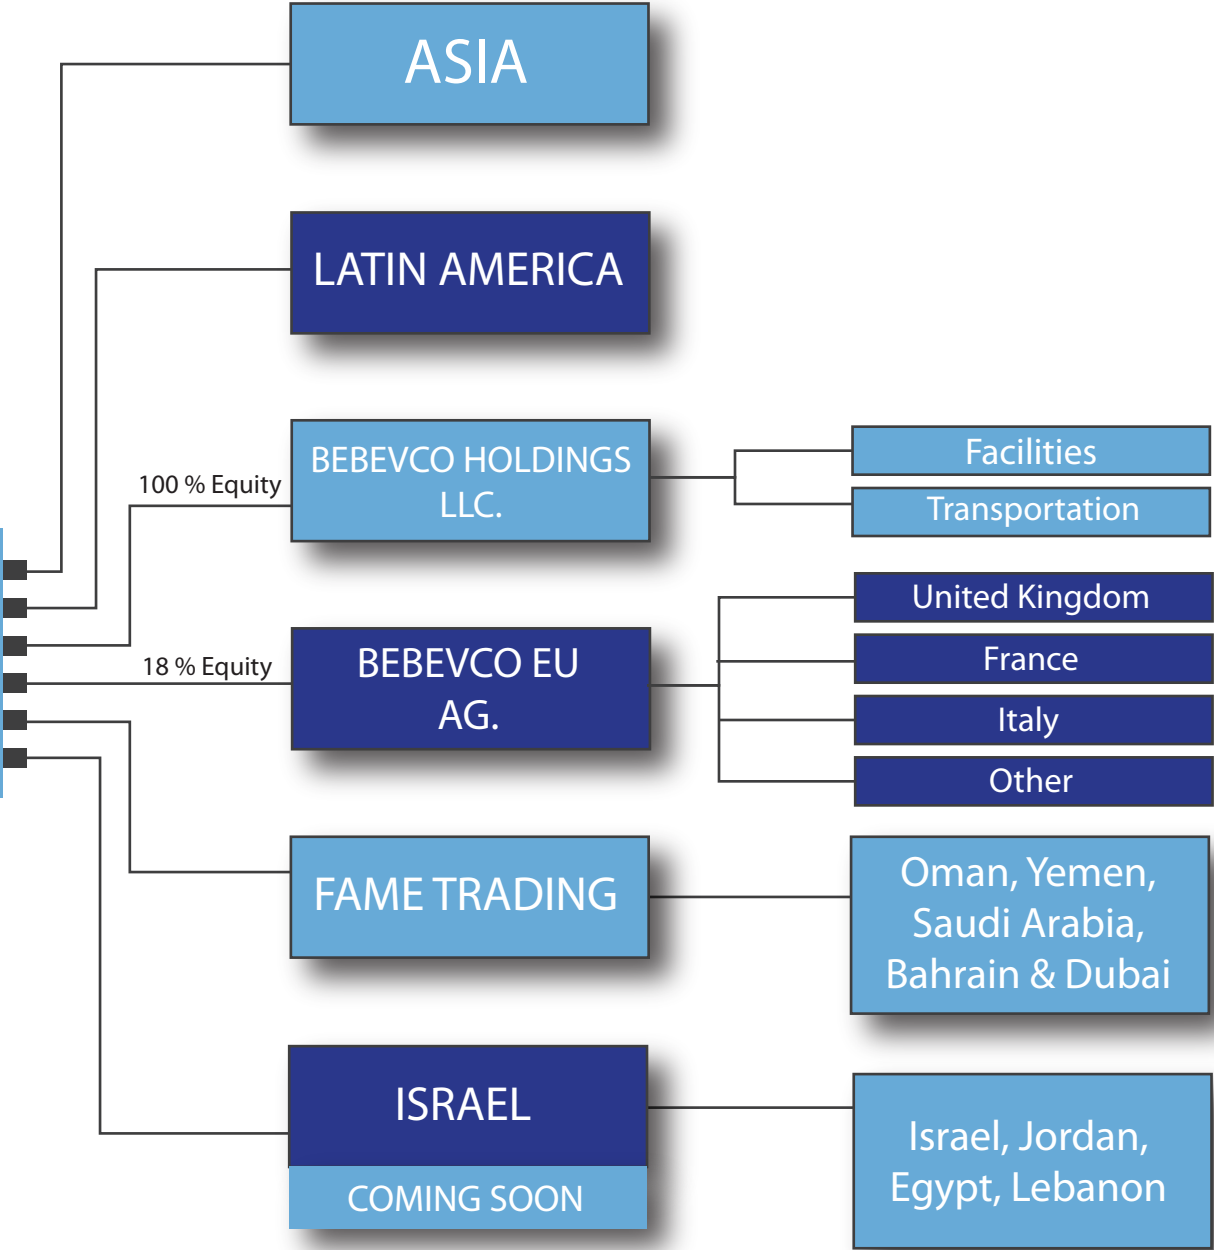 ASIA
LATIN AMERICA
100 % Equity
BEBEVCO HOLDINGS
LLC.
Facilities
Transportation
18 % Equity
BEBEVCO EU
AG.
United Kingdom
France
Italy
Other
FAME TRADING
Oman, Yemen,
Saudi Arabia,
Bahrain & Dubai
ISRAEL
COMING SOON
Israel, Jordan,
Egypt, Lebanon